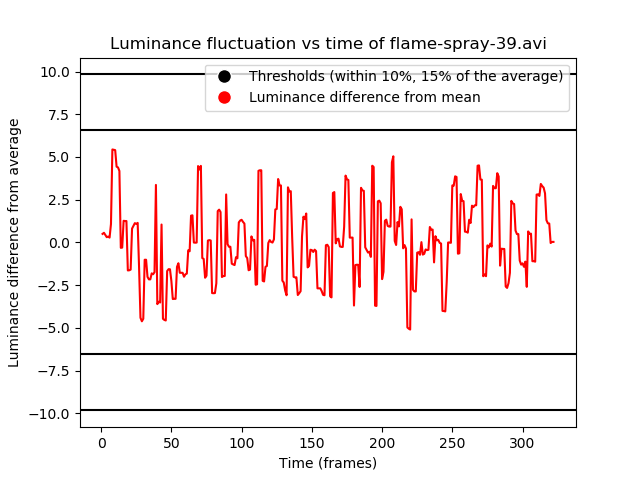 Luminance fluctuation vs time of flame-spray-39.avi
Thresholds (within 10%, 15% of the average)
Luminance difference from mean
Luminance difference from average
10.0
7.5
5.0
2.5
0.0
−2.5
−5.0
−7.5
−10.0
0 50 100 150 200 250 300
Time (frames)